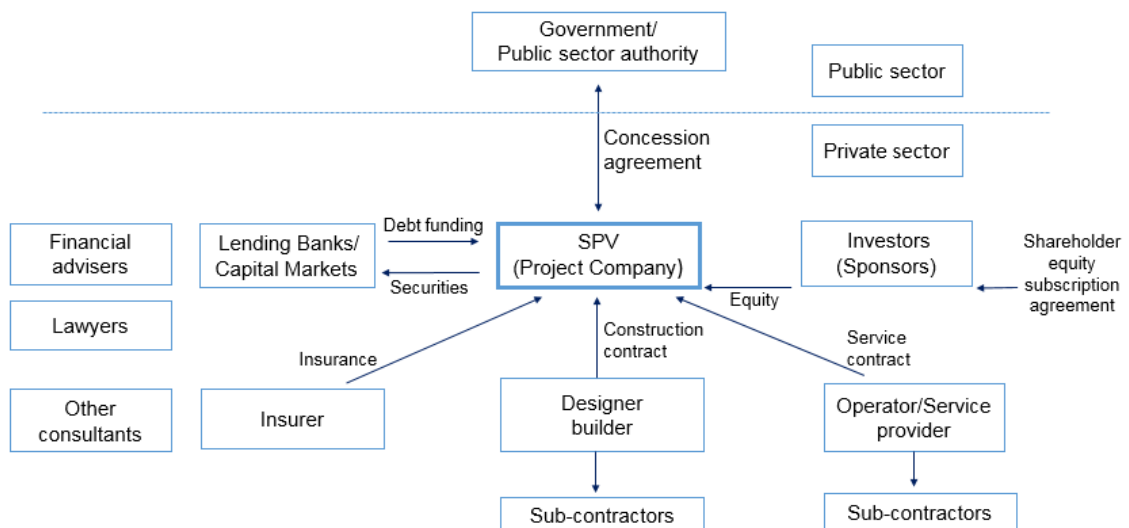 Government/
Public sector authority
Public sector
Concession
agreement
Private sector
Financial
advisers
Lending Banks/
Capital Markets
Debt funding
Securities
SPV
(Project Company)
Equity
Investors
(Sponsors)
Shareholder
equity
subscription
agreement
Lawyers
Insurance
Construction
contract
Service
contract
Other
consultants
Insurer
Designer
builder
Operator/Service
provider
Sub-contractors
Sub-contractors